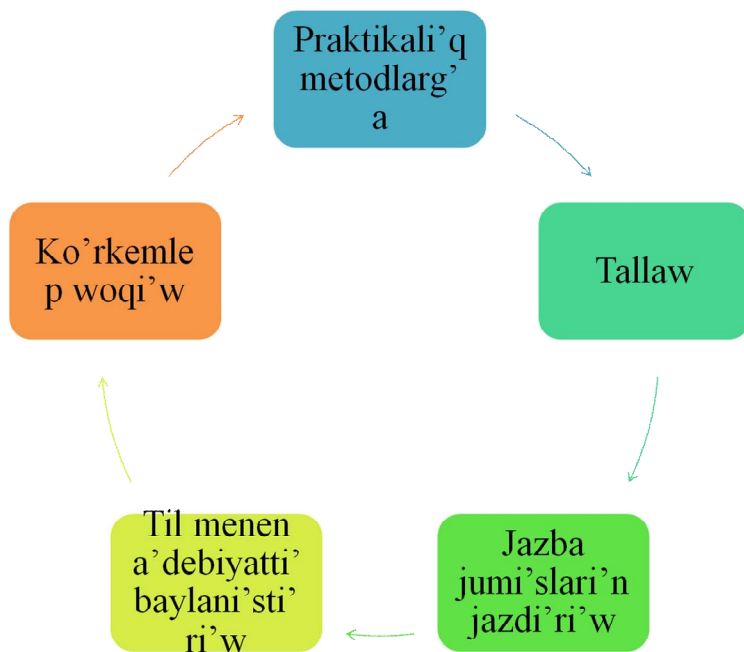 Praktikali’q
metodlarg’
a
Tallaw
Jazba
jumi’slari’n
jazdi’ri’w
Til menen
a’debiyatti’
baylani’sti’
ri’w
Ko’rkemle
p woqi’w